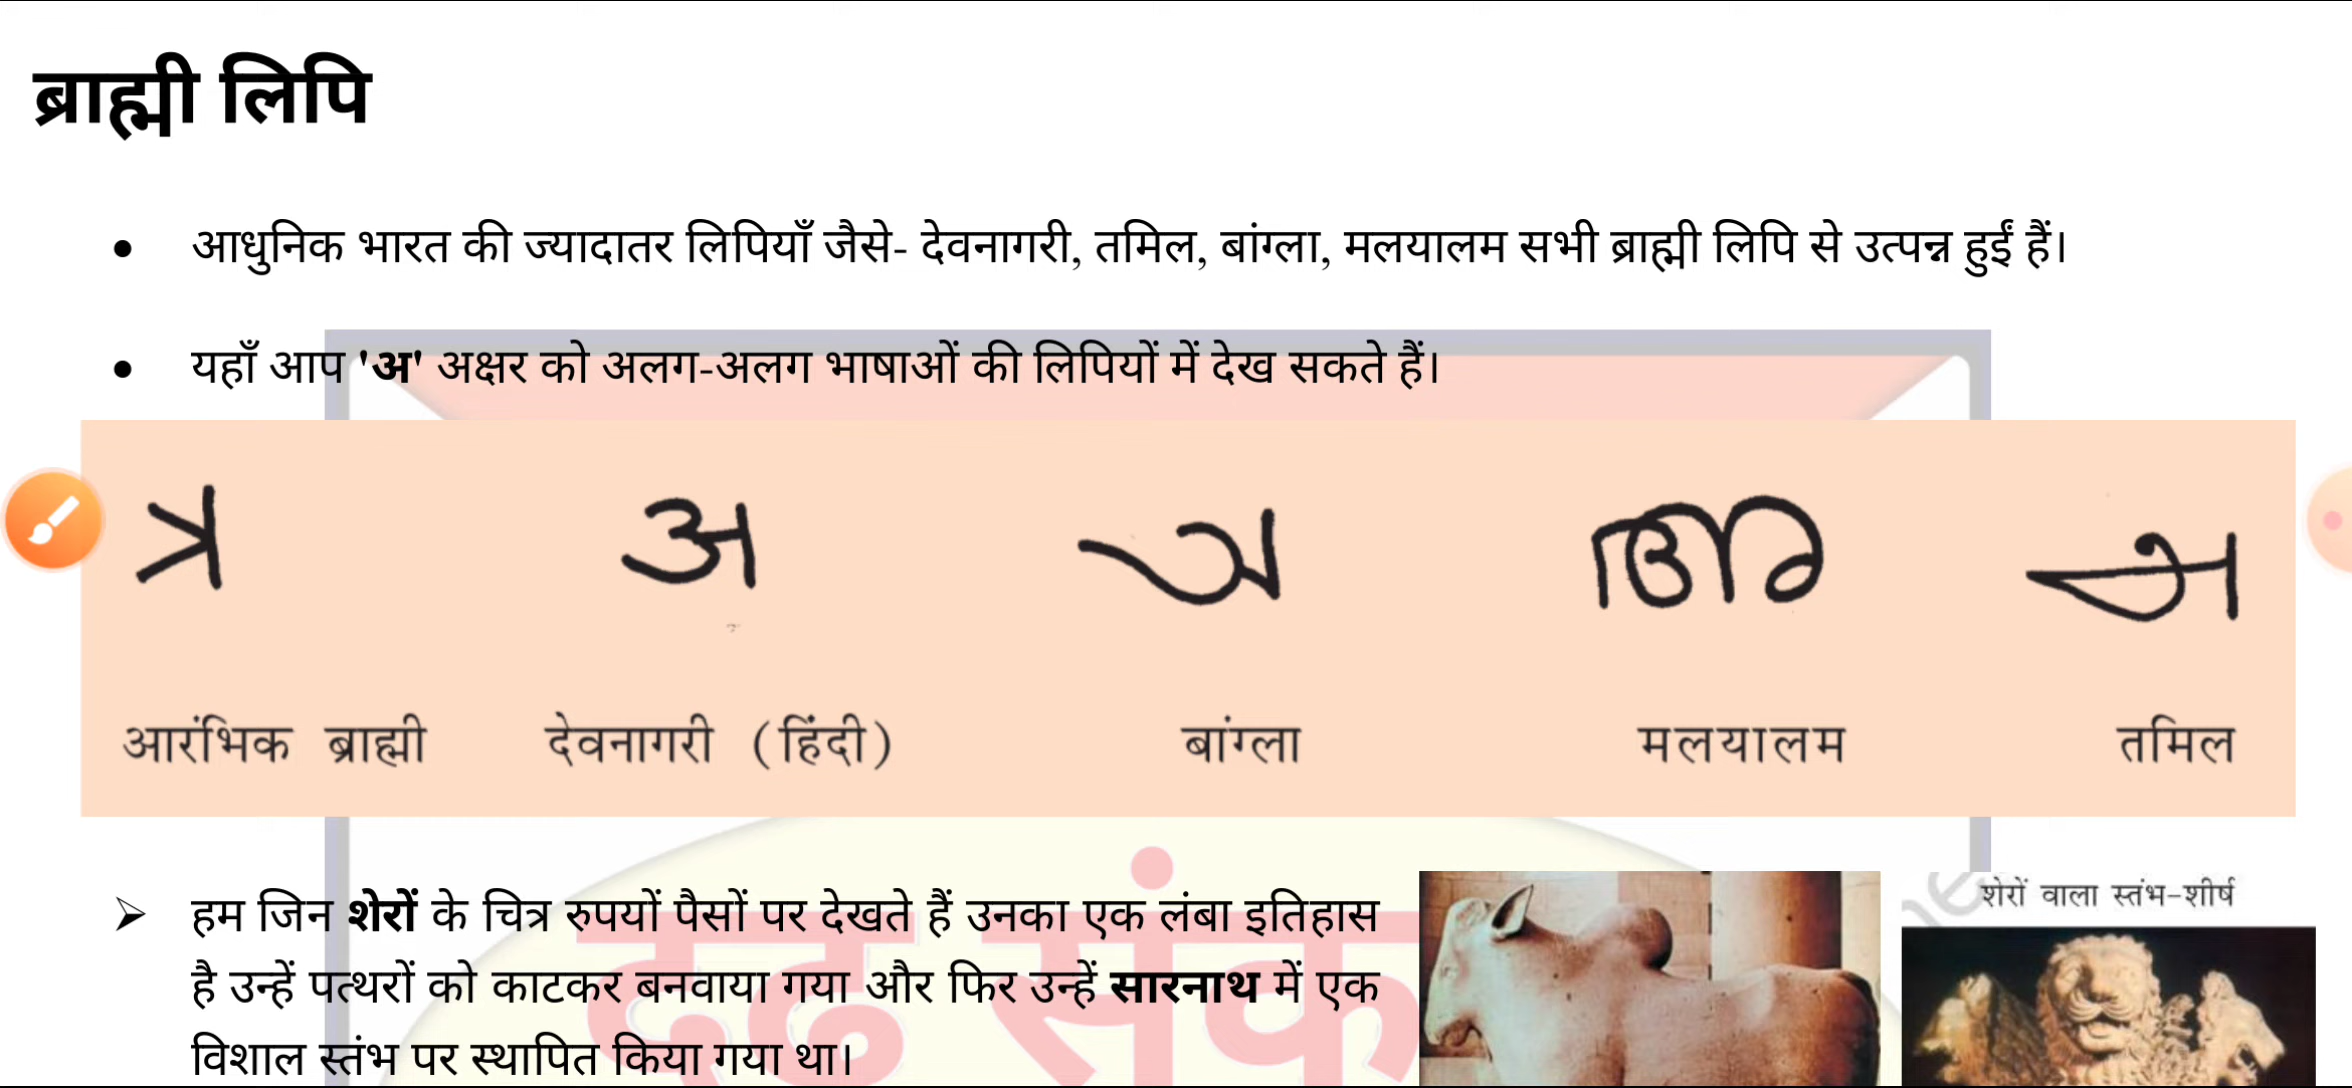 ब्राह्मी लिपि
• आधुनिक भारत की ज्यादातर लिपियाँ जैसे- देवनागरी, तमिल, बांग्ला, मलयालम सभी ब्राह्मी लिपि से उत्पन्न हुईं हैं।
• यहाँ आप 'अ' अक्षर को अलग-अलग भाषाओं की लिपियों में देख सकते हैं।
𑀅 अ অ അ அ
आरंभिक ब्राह्मी देवनागरी (हिंदी) बांग्ला मलयालम तमिल
➢ हम जिन शेरों के चित्र रुपयों पैसों पर देखते हैं उनका एक लंबा इतिहास
है उन्हें पत्थरों को काटकर बनवाया गया और फिर उन्हें सारनाथ में एक
विशाल स्तंभ पर स्थापित किया गया था।
शेरों वाला स्तंभ-शीर्ष